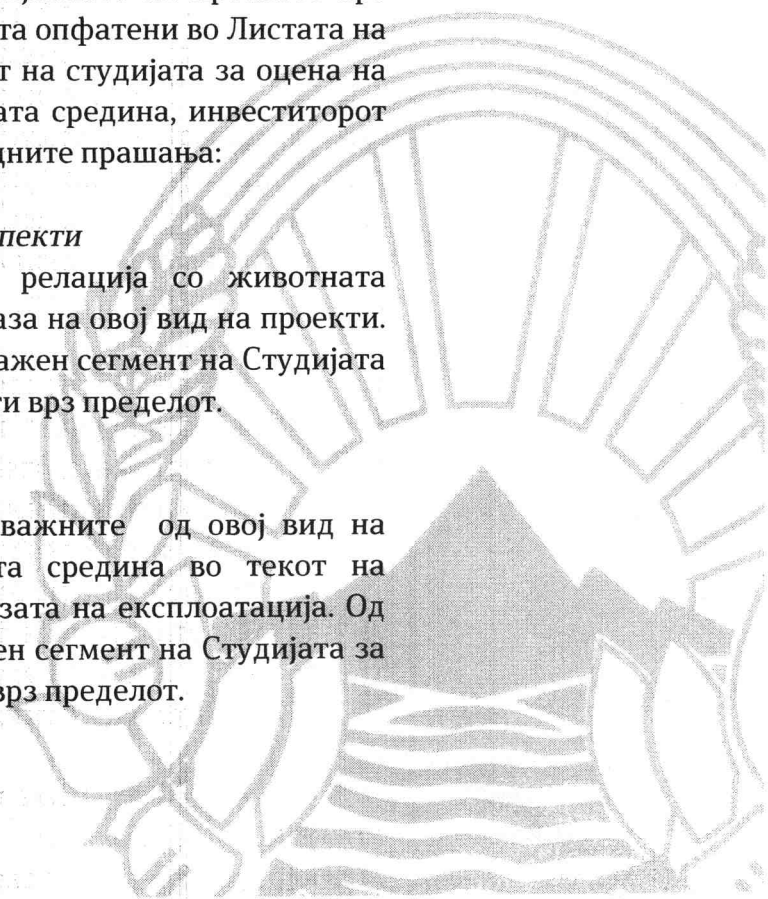 та опфатени во Листата на
т на студијата за оцена на
ата средина, инвеститорот
дните прашања:
пекти
релација со животната
аза на овој вид на проекти.
ажен сегмент на Студијата
ти врз пределот.
важните од овој вид на
та средина во текот на
зата на експлоатација. Од
ен сегмент на Студијата за
врз пределот.